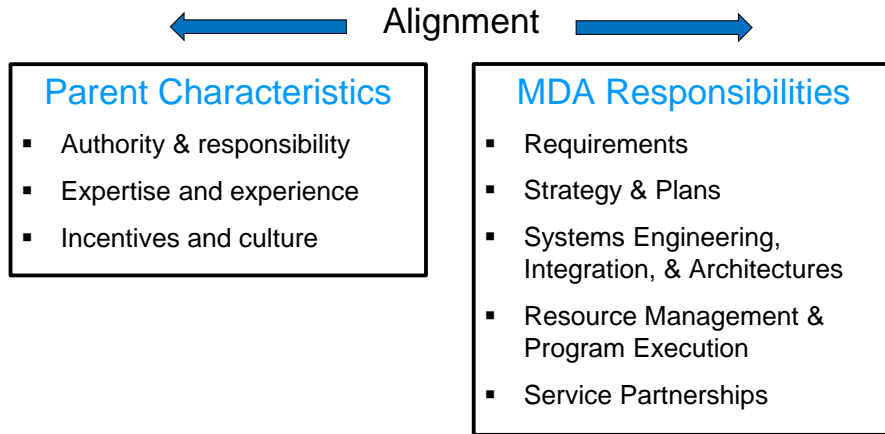 Alignment
Parent Characteristics
▪ Authority & responsibility
▪ Expertise and experience
▪ Incentives and culture
MDA Responsibilities
▪ Requirements
▪ Strategy & Plans
▪ Systems Engineering,
Integration, & Architectures
▪ Resource Management &
Program Execution
▪ Service Partnerships